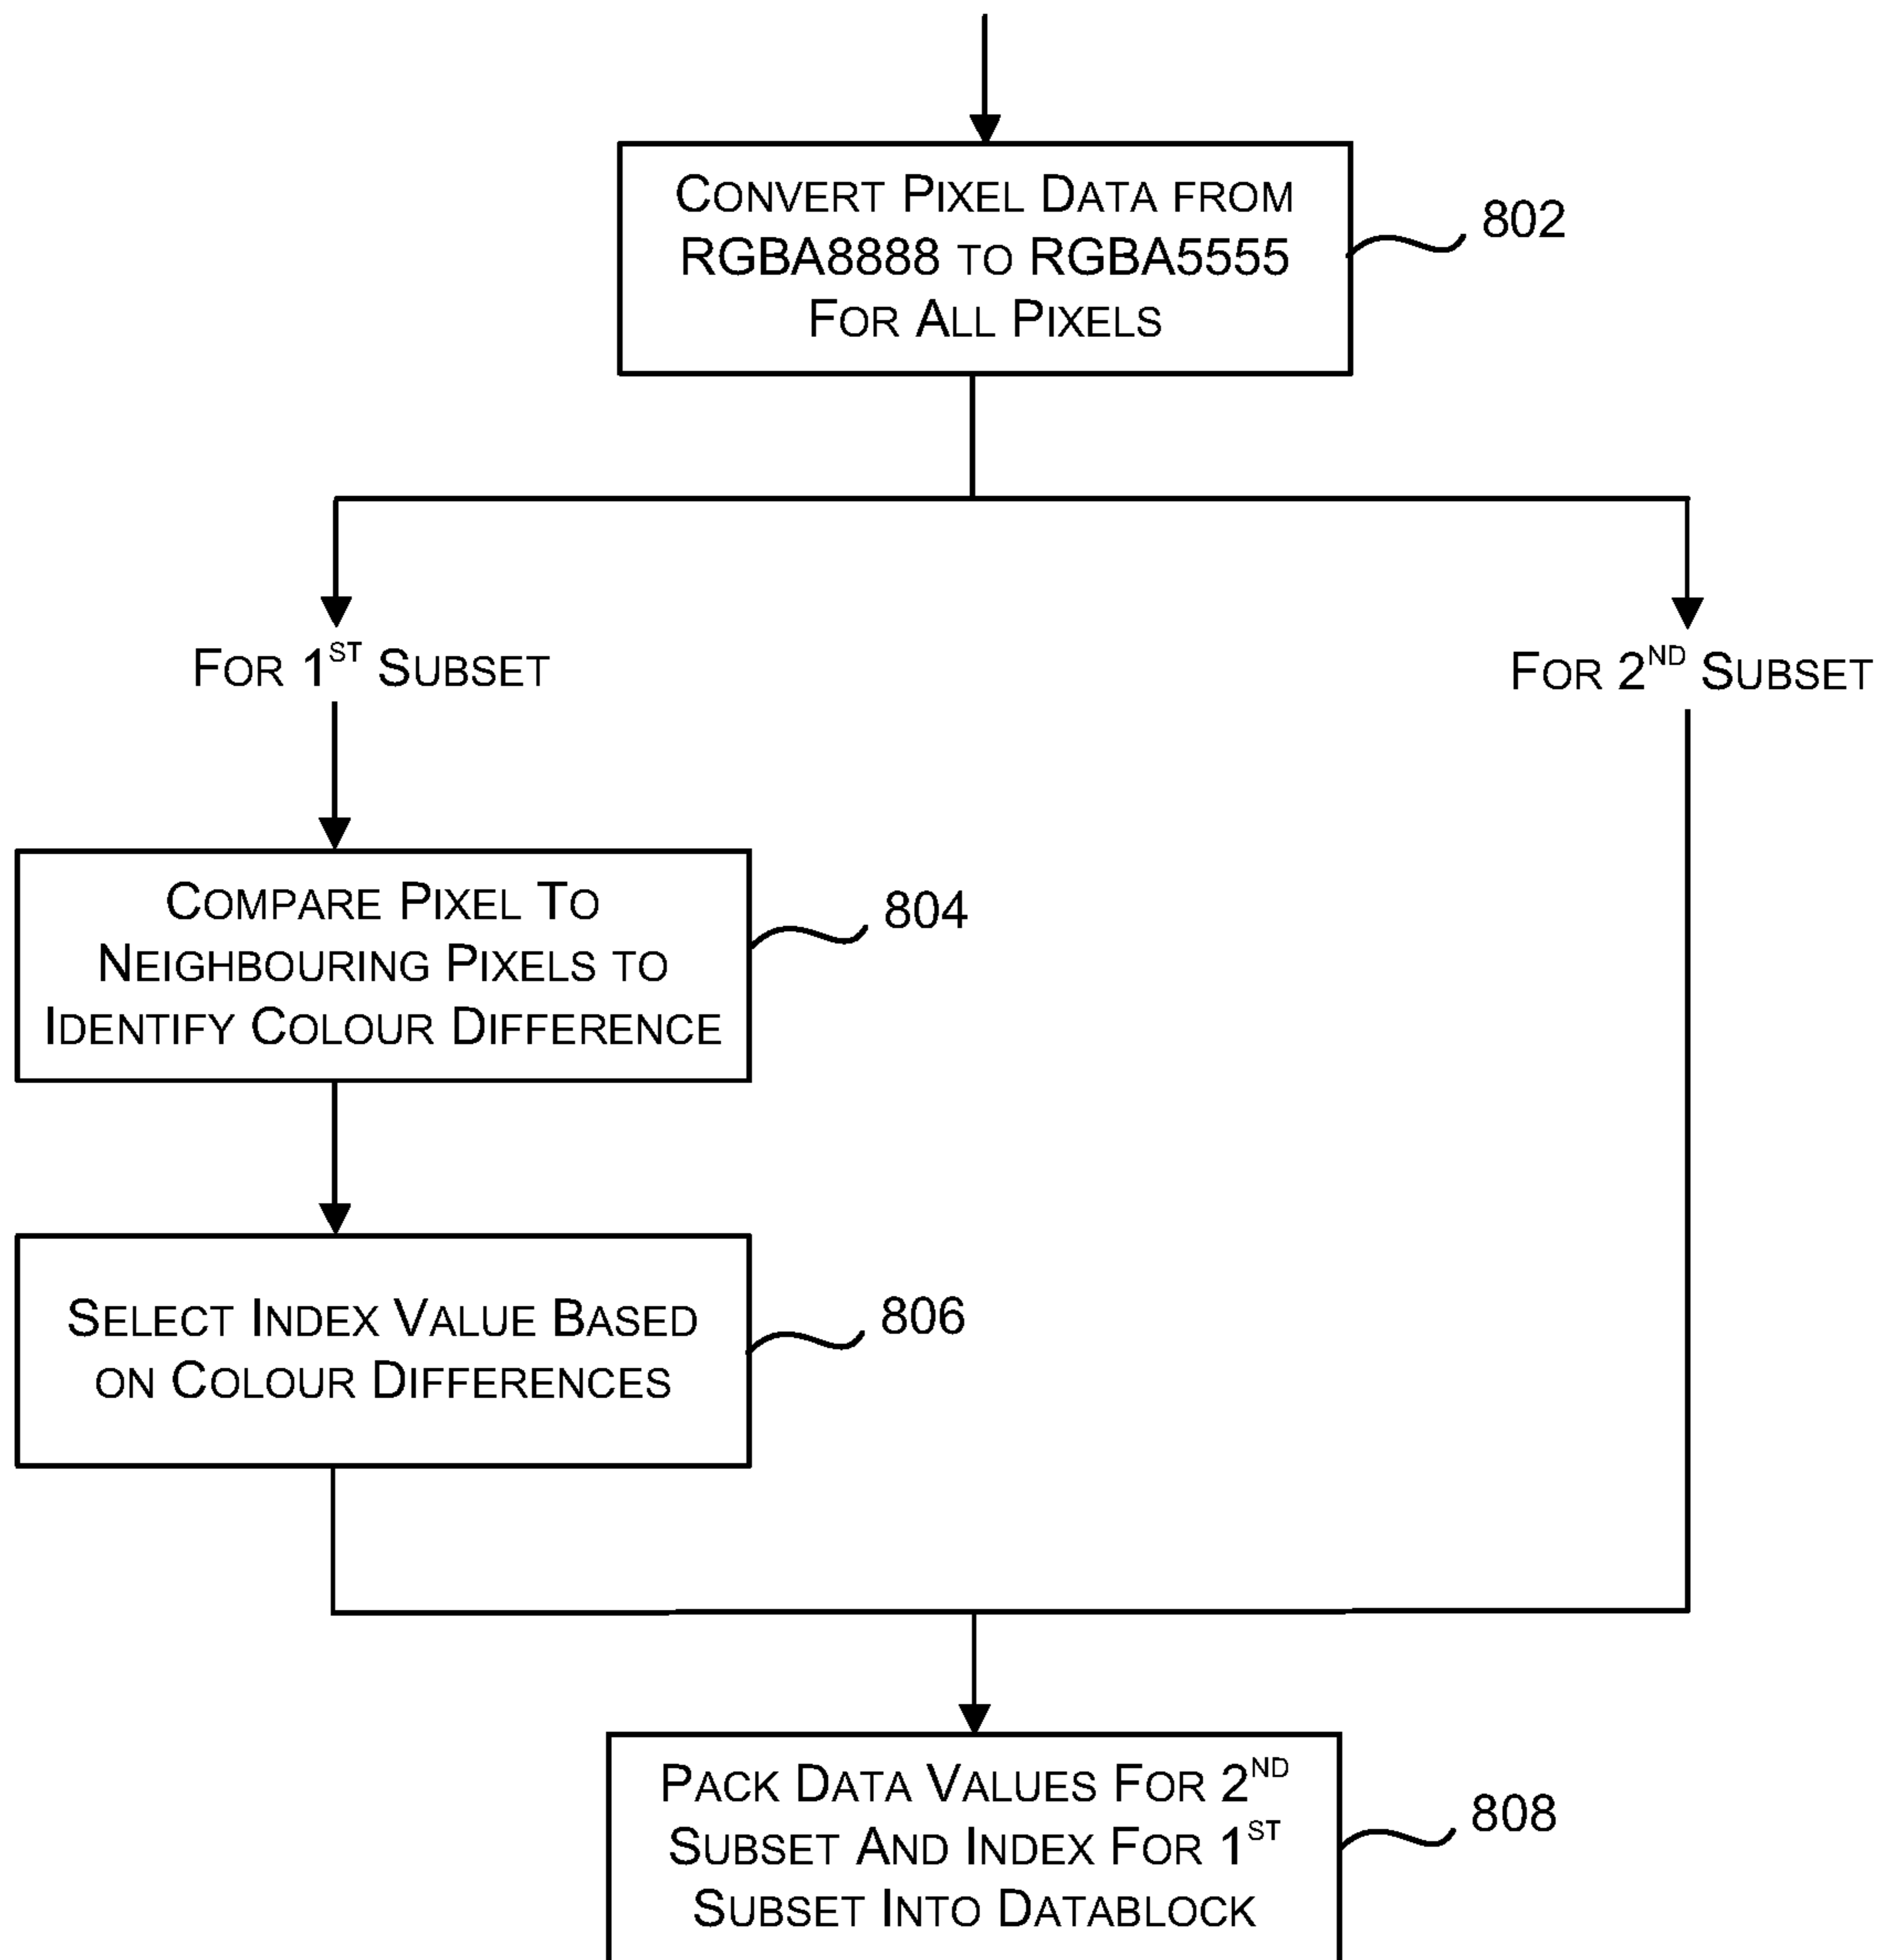 CONVERT PIXEL DATA FROM
RGBA8888 TO RGBA5555
FOR ALL PIXELS
802
FOR 1ST SUBSET
FOR 2ND SUBSET
COMPARE PIXEL TO
NEIGHBOURING PIXELS TO
IDENTIFY COLOUR DIFFERENCE
804
SELECT INDEX VALUE BASED
ON COLOUR DIFFERENCES
806
PACK DATA VALUES FOR 2ND
SUBSET AND INDEX FOR 1ST
SUBSET INTO DATABLOCK
808